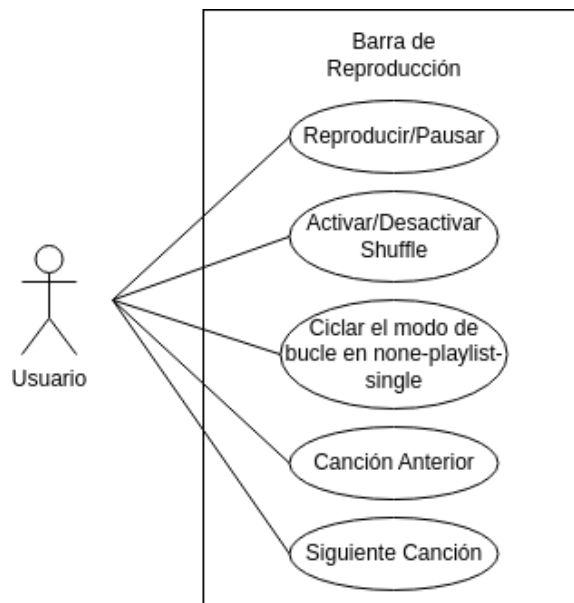 Barra de
Reproducción
Reproducir/Pausar
Activar/Desactivar
Shuffle
Ciclar el modo de
bucle en none-playlist-
single
Usuario
Canción Anterior
Siguiente Canción